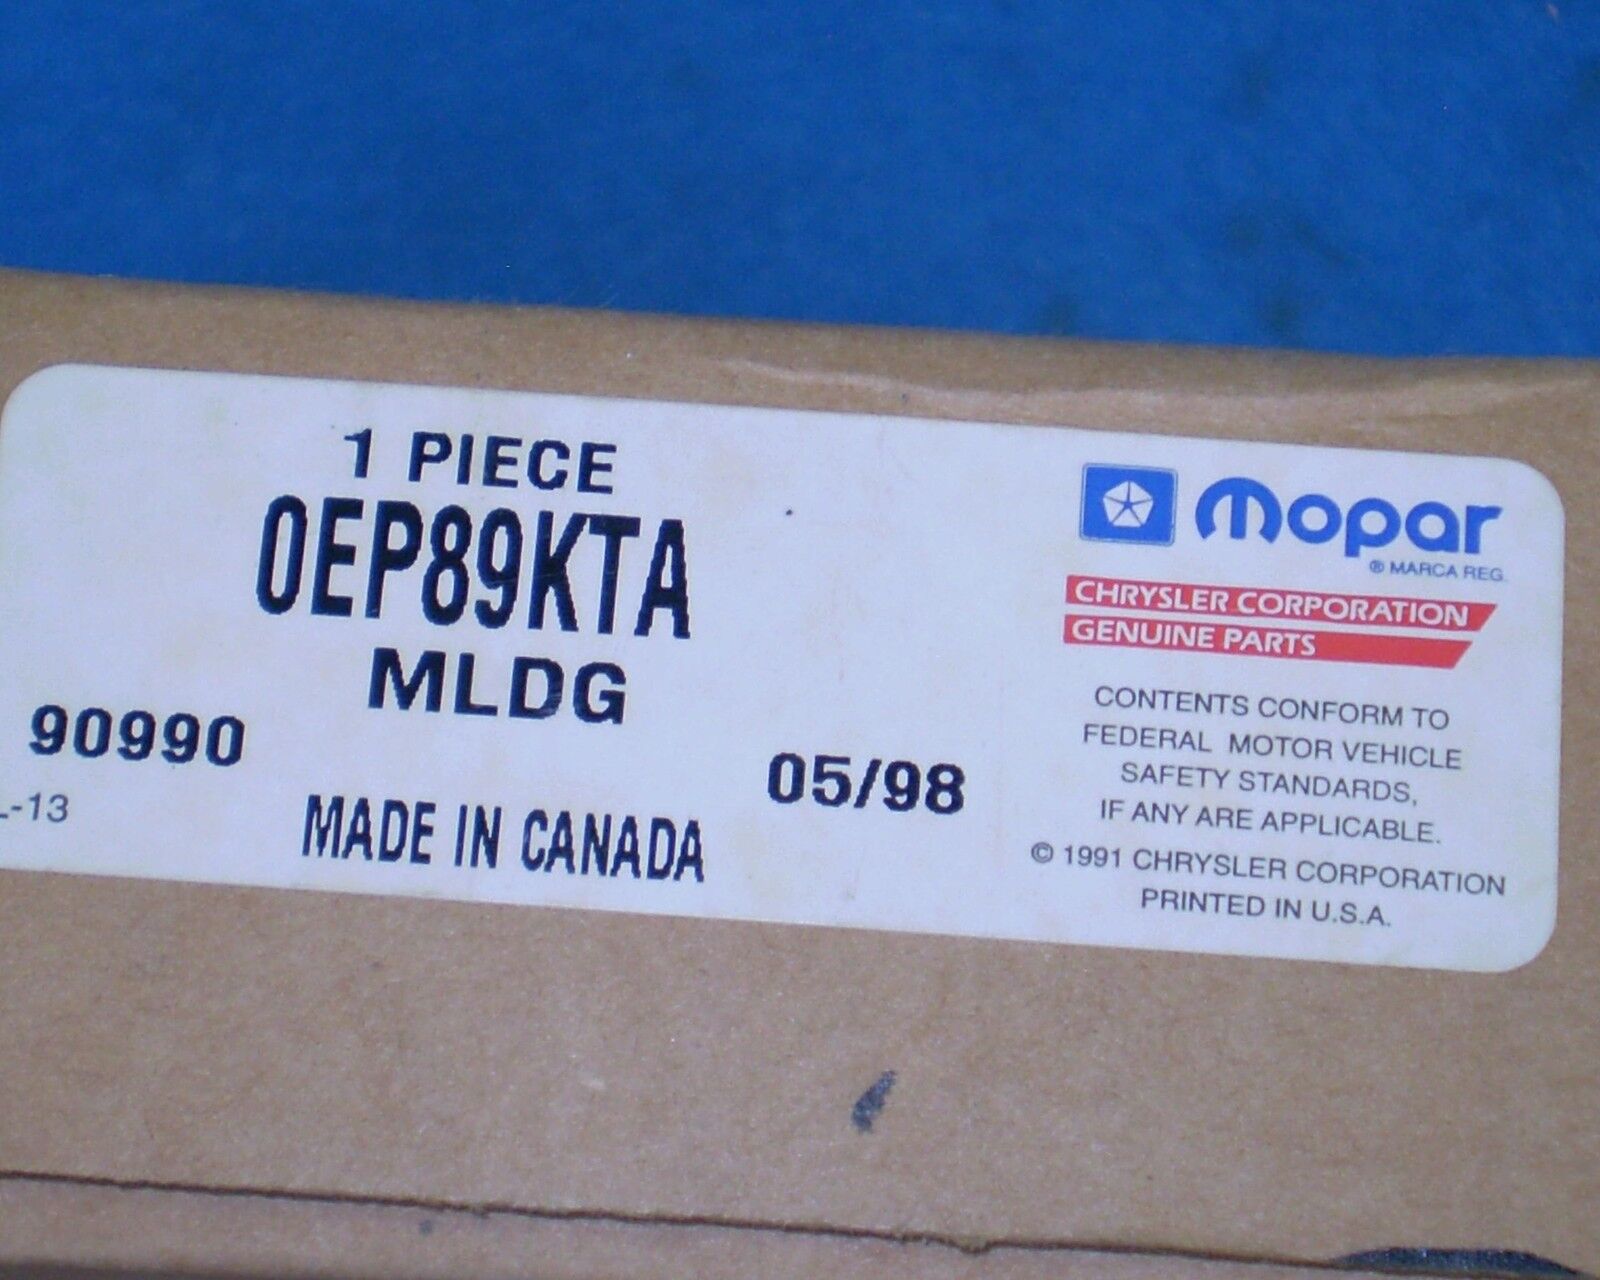 1 PIECE
0EP89KTA
MLDG
90990
05/98
L-13
MADE IN CANADA
mopar
® MARCA REG.
CHRYSLER CORPORATION
GENUINE PARTS
CONTENTS CONFORM TO
FEDERAL MOTOR VEHICLE
SAFETY STANDARDS,
IF ANY ARE APPLICABLE.
© 1991 CHRYSLER CORPORATION
PRINTED IN U.S.A.